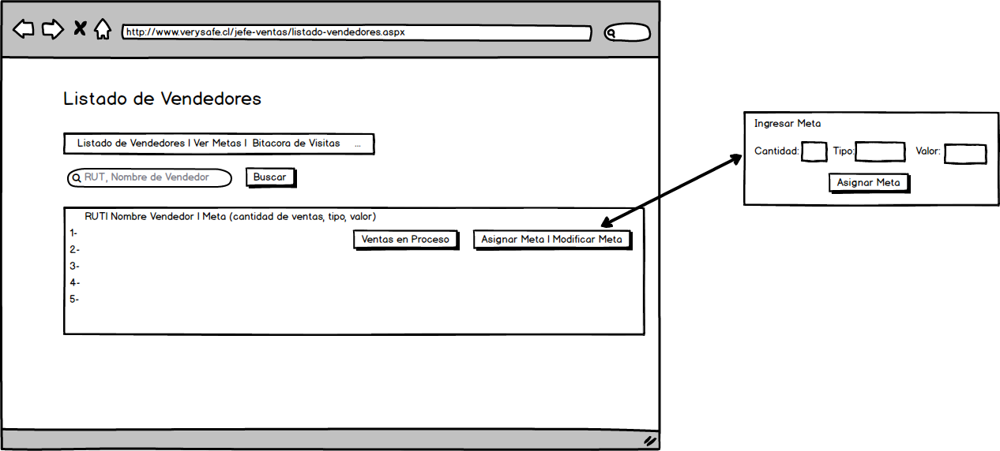 http://www.verysafe.cl/jefe-ventas/listado-vendedores.aspx
Listado de Vendedores
Listado de Vendedores | Ver Metas | Bitacora de Visitas ...
RUT, Nombre de Vendedor Buscar
RUT| Nombre Vendedor | Meta (cantidad de ventas, tipo, valor)
1- Ventas en Proceso Asignar Meta | Modificar Meta
2-
3-
4-
5-
Ingresar Meta
Cantidad: Tipo: Valor:
Asignar Meta